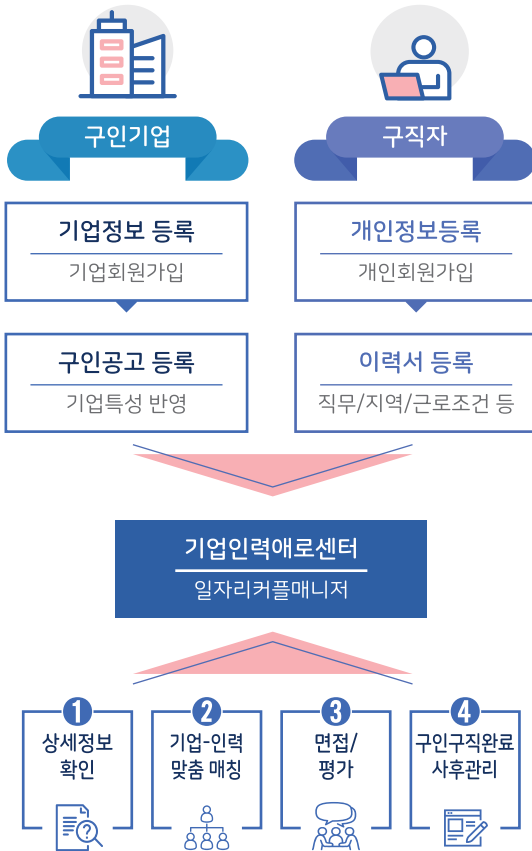 구인기업
구직자
기업정보 등록
기업회원가입
개인정보등록
개인회원가입
구인공고 등록
기업특성 반영
이력서 등록
직무/지역/근로조건 등
기업인력애로센터
일자리커플매니저
1
상세정보
확인
2
기업-인력
맞춤 매칭
3
면접/
평가
4
구인구직완료
사후관리